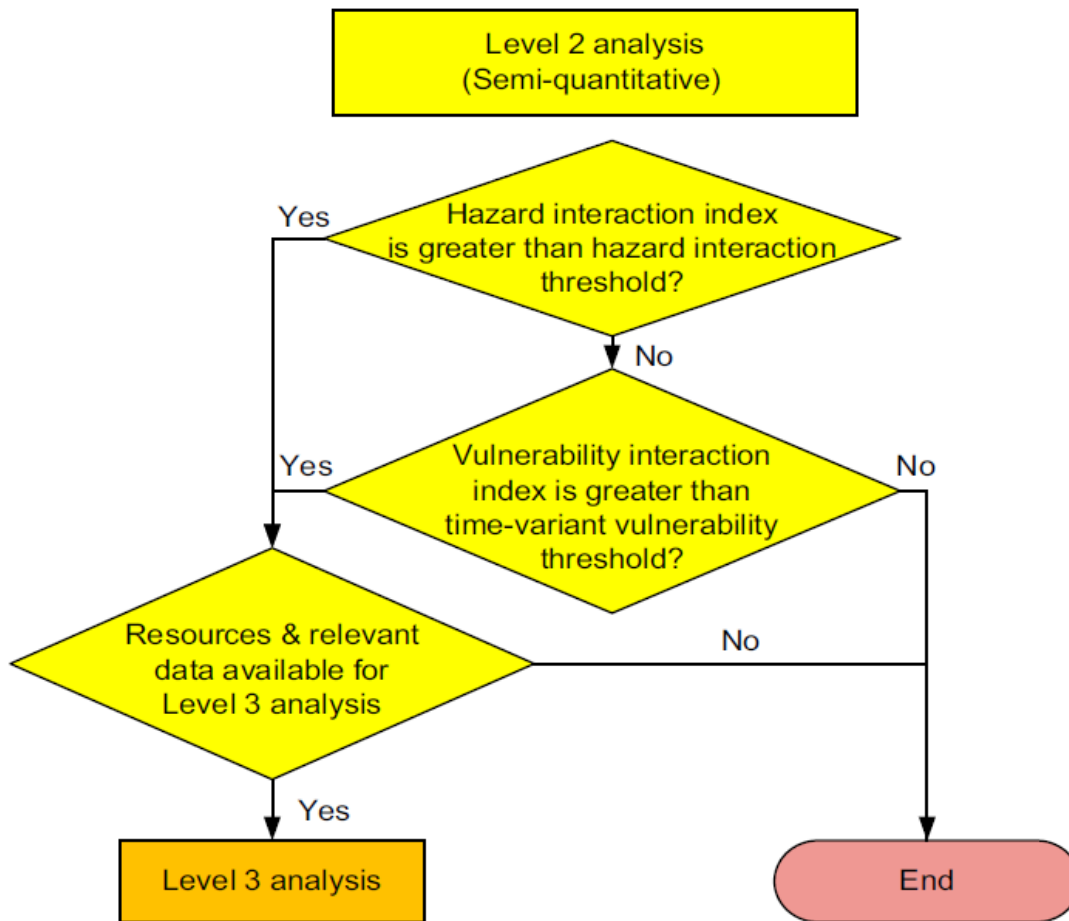 Level 2 analysis
(Semi-quantitative)
Yes
Hazard interaction index
is greater than hazard interaction
threshold?
No
Yes
Vulnerability interaction
index is greater than
time-variant vulnerability
threshold?
No
Resources & relevant
data available for
Level 3 analysis
No
Yes
Level 3 analysis
End